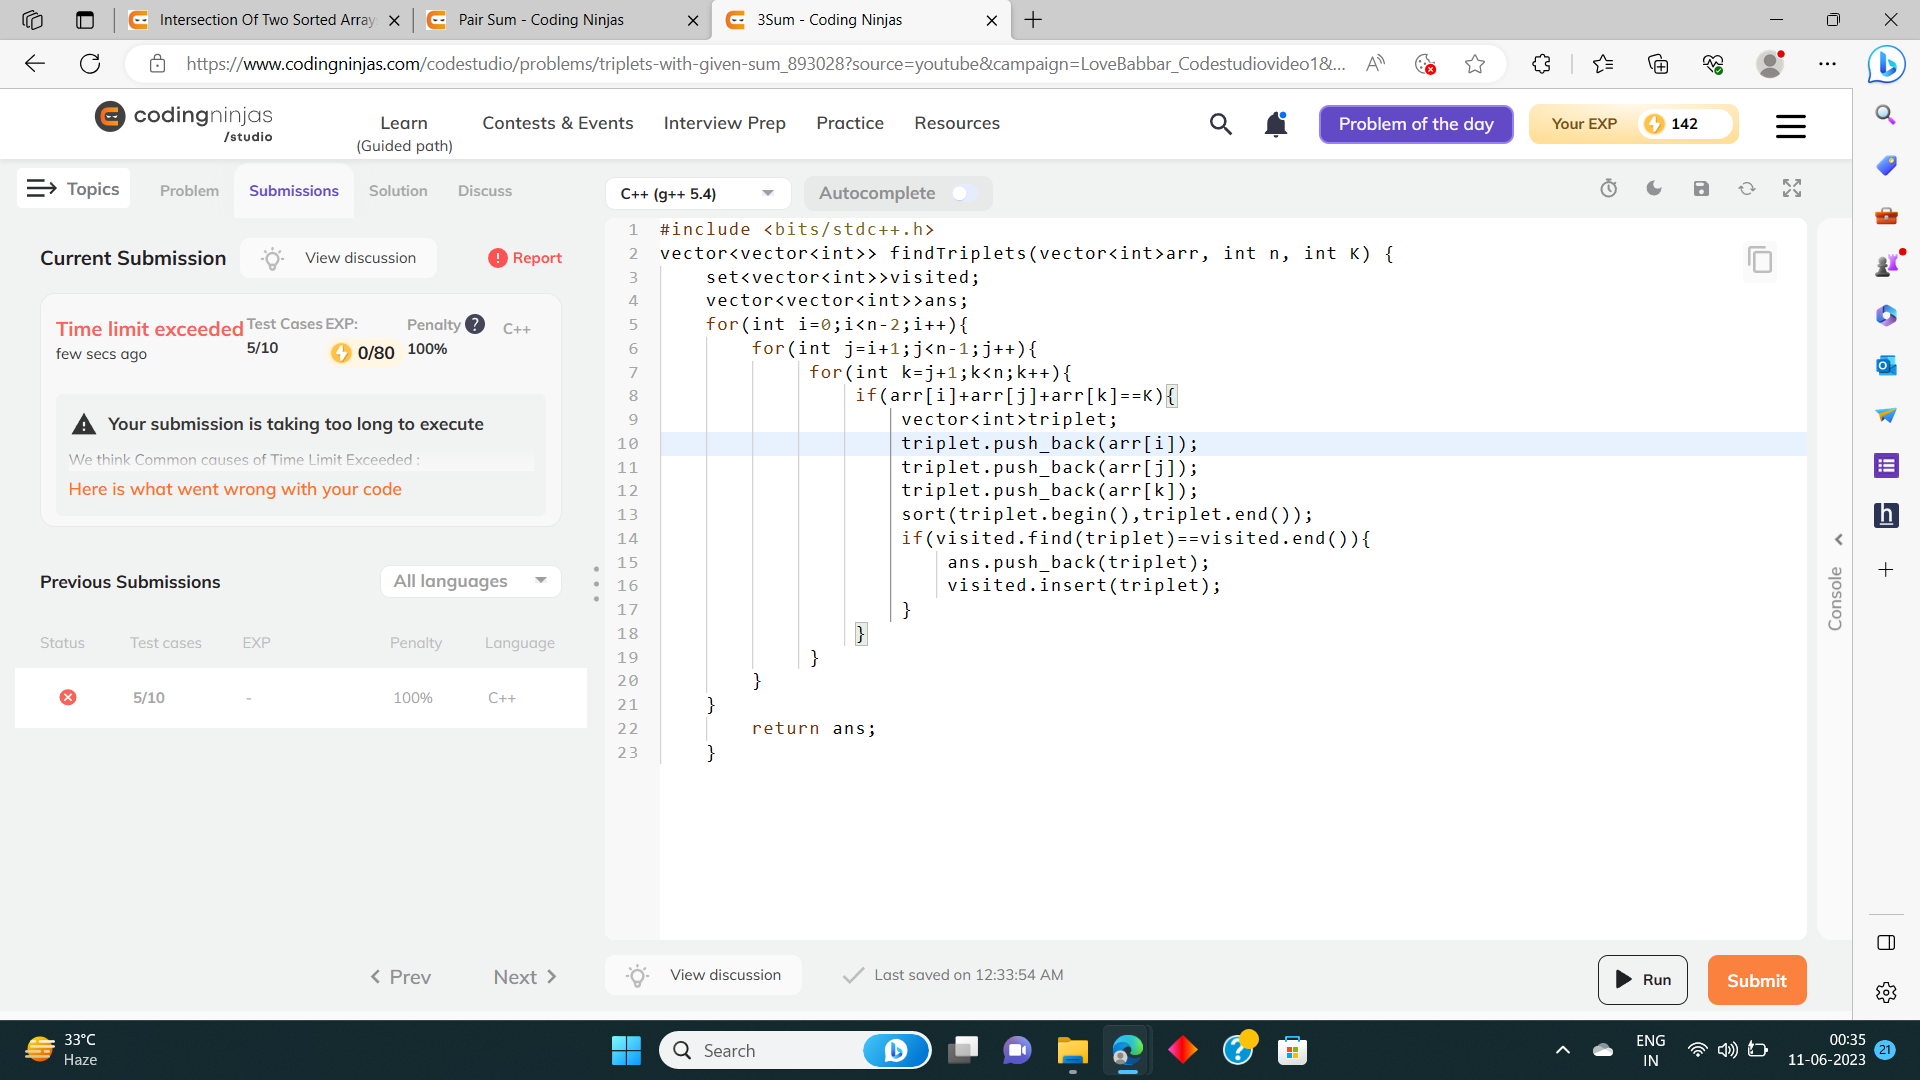 Intersection Of Two Sorted Array
Pair Sum - Coding Ninjas
3Sum - Coding Ninjas
https://www.codingninjas.com/codestudio/problems/triplets-with-given-sum_893028?source=youtube&campaign=LoveBabbar_Codestudiovideo1&...
codingninjas
/studio
Learn
(Guided path)
Contests & Events
Interview Prep
Practice
Resources
Problem of the day
Your EXP
142
Topics
Problem
Submissions
Solution
Discuss
C++ (g++ 5.4)
Autocomplete
Current Submission
View discussion
Report
Time limit exceeded
few secs ago
Test Cases
5/10
EXP:
0/80
Penalty ?
100%
C++
Your submission is taking too long to execute
We think Common causes of Time Limit Exceeded :
Here is what went wrong with your code
Previous Submissions
All languages
Status Test cases EXP Penalty Language
5/10 - 100% C++
Prev
Next
1 #include <bits/stdc++.h>
2 vector<vector<int>> findTriplets(vector<int>arr, int n, int K) {
3 set<vector<int>>visited;
4 vector<vector<int>>ans;
5 for(int i=0;i<n-2;i++){
6 for(int j=i+1;j<n-1;j++){
7 for(int k=j+1;k<n;k++){
8 if(arr[i]+arr[j]+arr[k]==K){
9 vector<int>triplet;
10 triplet.push_back(arr[i]);
11 triplet.push_back(arr[j]);
12 triplet.push_back(arr[k]);
13 sort(triplet.begin(),triplet.end());
14 if(visited.find(triplet)==visited.end()){
15 ans.push_back(triplet);
16 visited.insert(triplet);
17 }
18 }
19 }
20 }
21 }
22 return ans;
23 }
Console
View discussion
Last saved on 12:33:54 AM
Run
Submit
33°C
Haze
Search
ENG
IN
00:35
11-06-2023
21